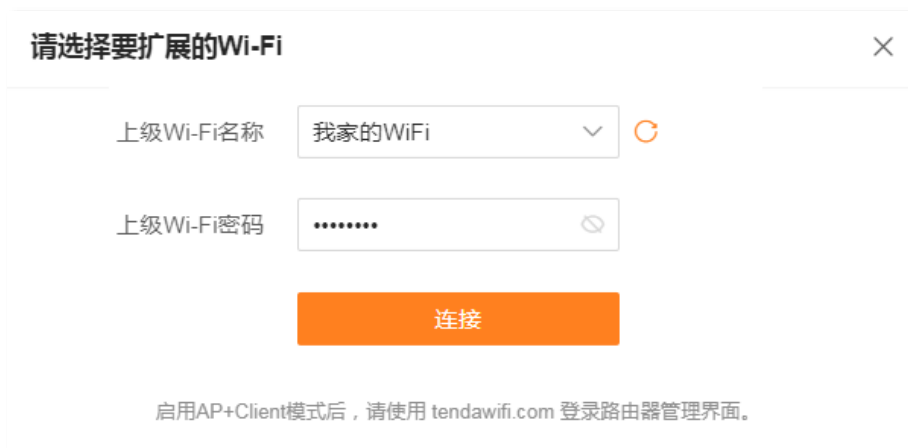 请选择要扩展的Wi-Fi
上级Wi-Fi名称 我家的WiFi
上级Wi-Fi密码 ••••••••
连接
启用AP+Client模式后，请使用 tendawifi.com 登录路由器管理界面。